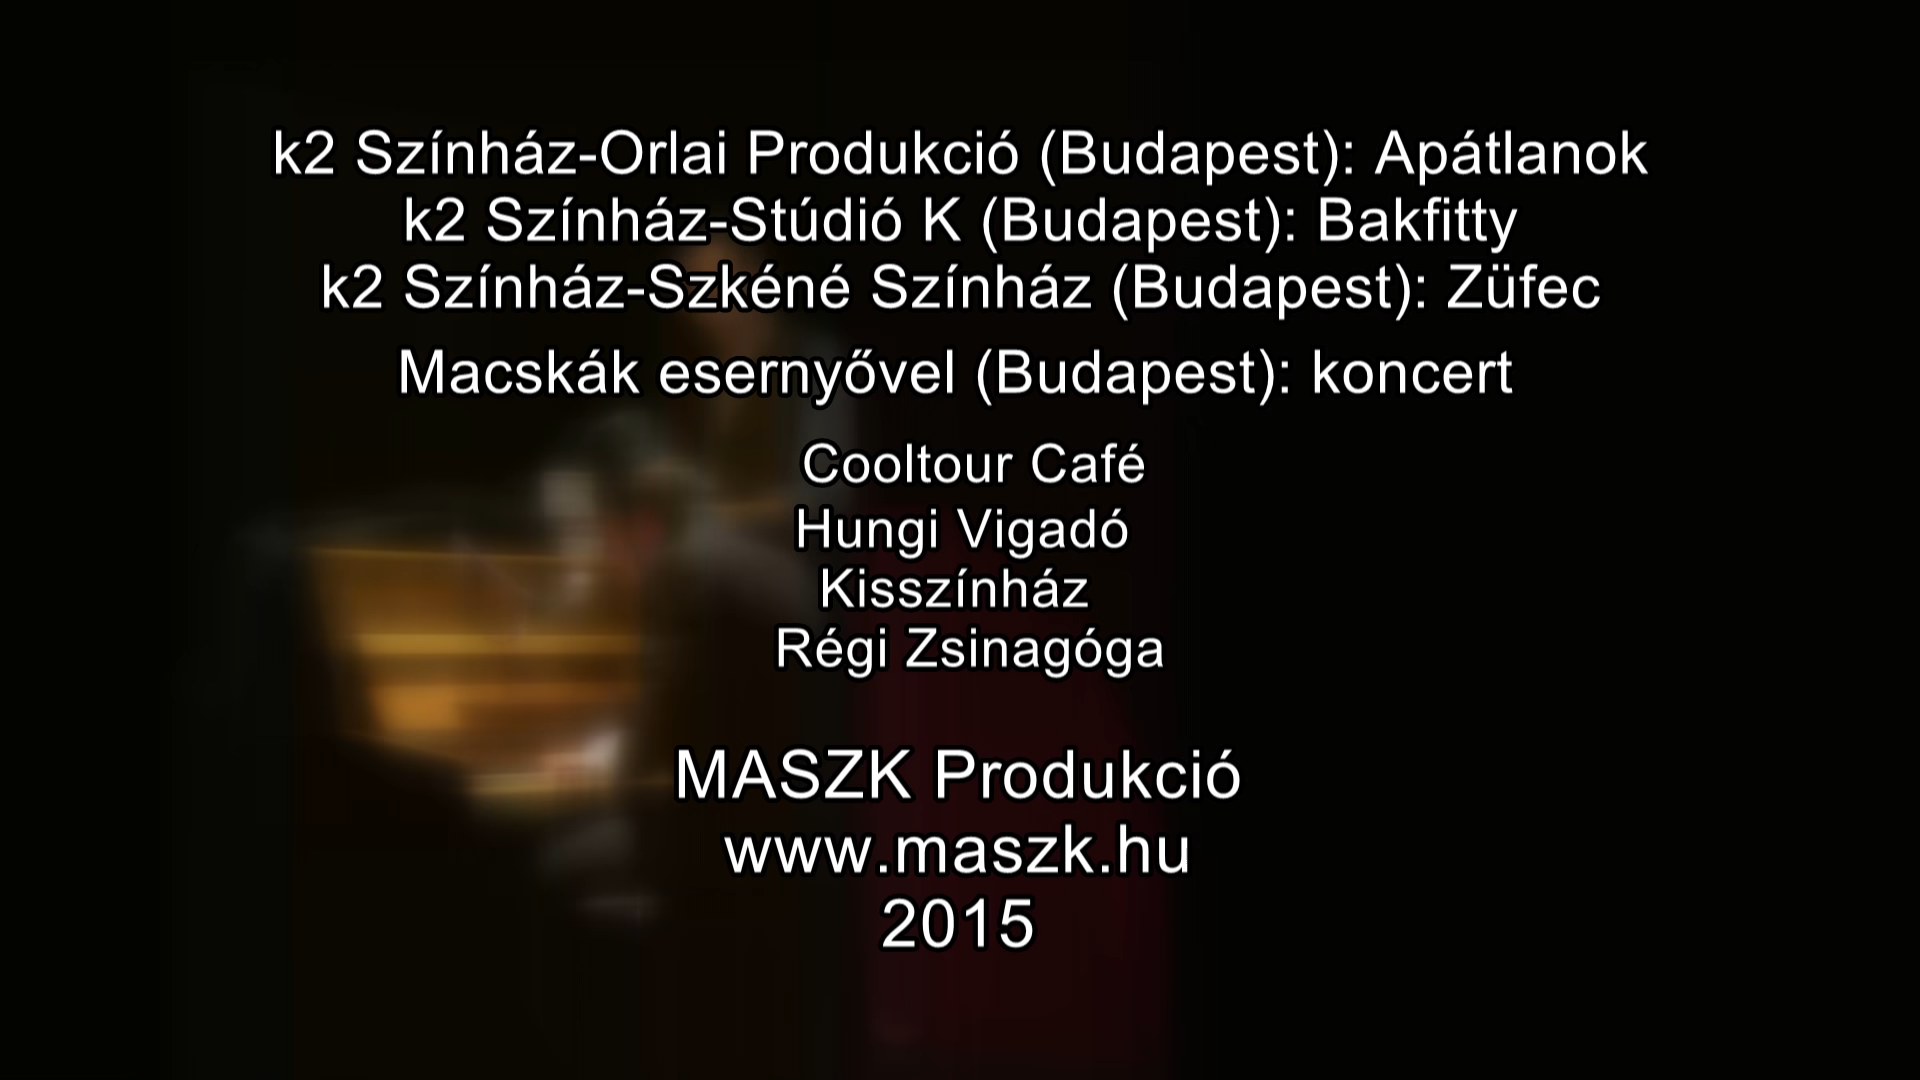 k2 Színház-Orlai Produkció (Budapest): Apátlanok
k2 Színház-Stúdió K (Budapest): Bakfitty
k2 Színház-Szkéné Színház (Budapest): Züfec
Macskák esernyővel (Budapest): koncert
Cooltour Café
Hungi Vigadó
Kisszínház
Régi Zsinagóga
MASZK Produkció
www.maszk.hu
2015